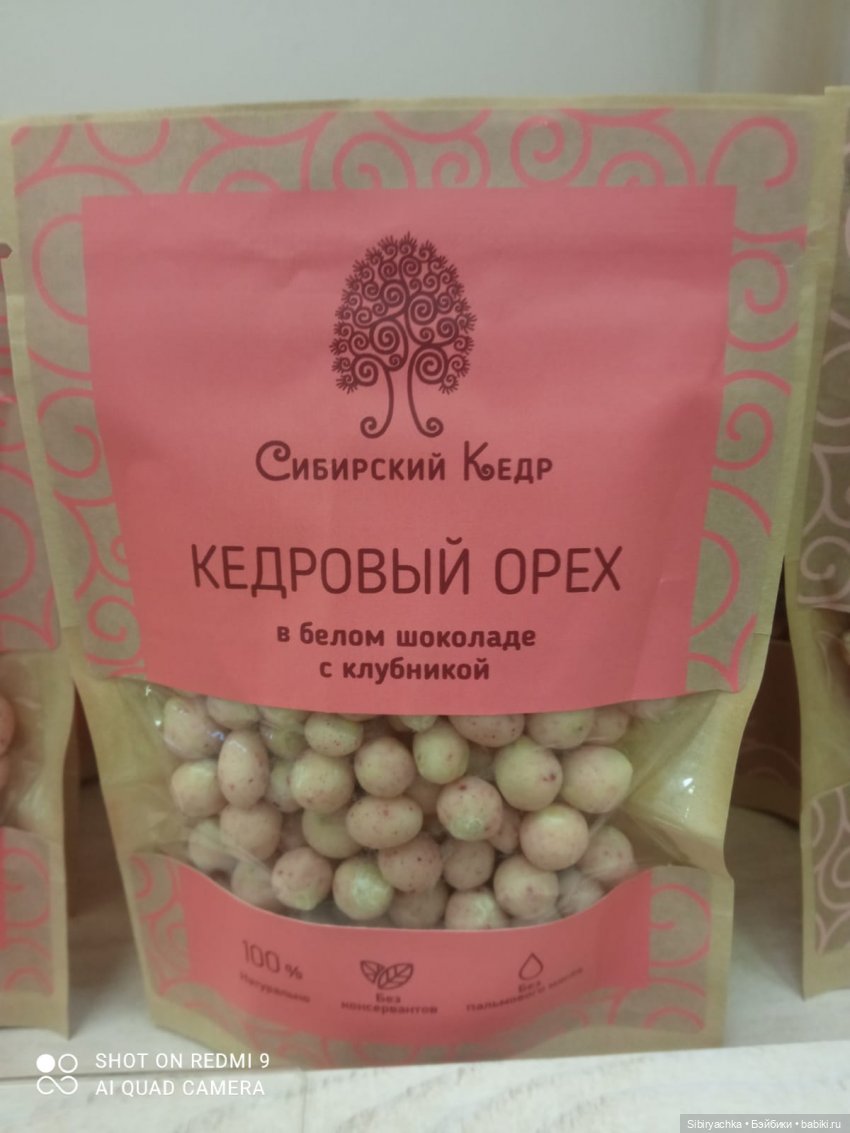 Сибирский Кедр
КЕДРОВЫЙ ОРЕХ
в белом шоколаде
с клубникой
100%
Натурально
Без
консервантов
Без
пальмового масла
SHOT ON REDMI 9
AI QUAD CAMERA
Sibiryachka • Бэйбики • babiki.ru